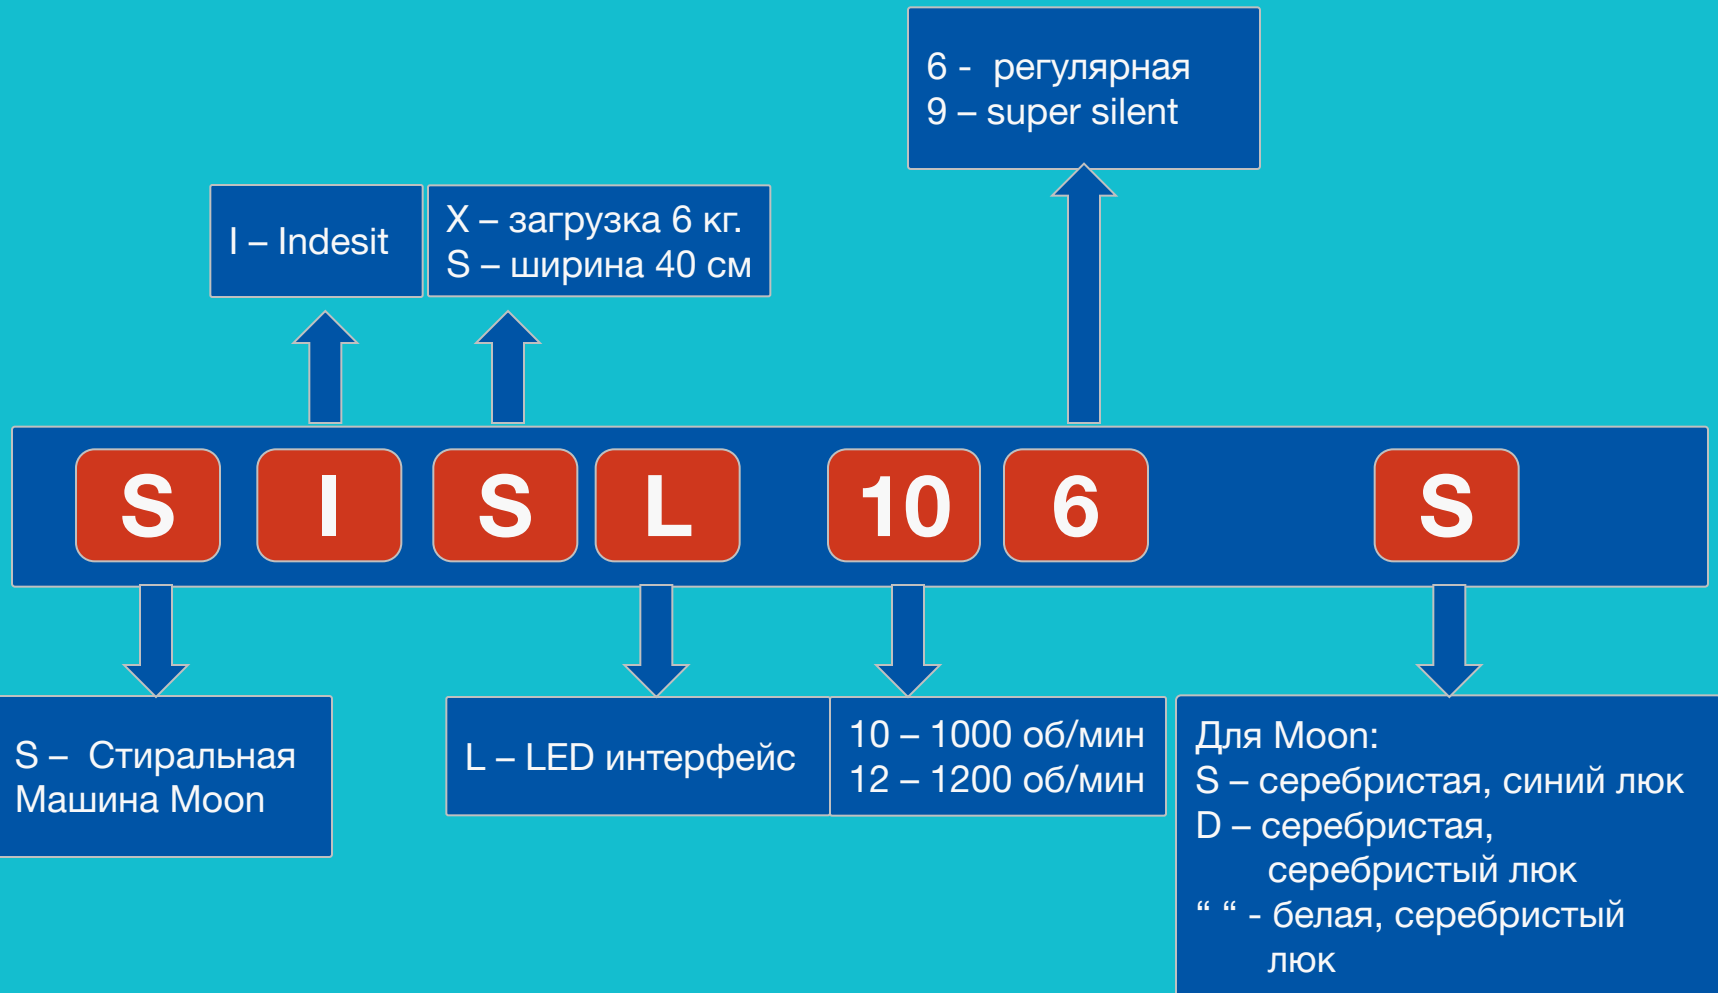 6 -  регулярная
9 – super silent
I – Indesit
X – загрузка 6 кг.
S – ширина 40 см
S I S L 10 6 S
S –  Стиральная
Машина Moon
L – LED интерфейс
10 – 1000 об/мин
12 – 1200 об/мин
Для Moon:
S – серебристая, синий люк
D – серебристая,
серебристый люк
“ “ - белая, серебристый
люк